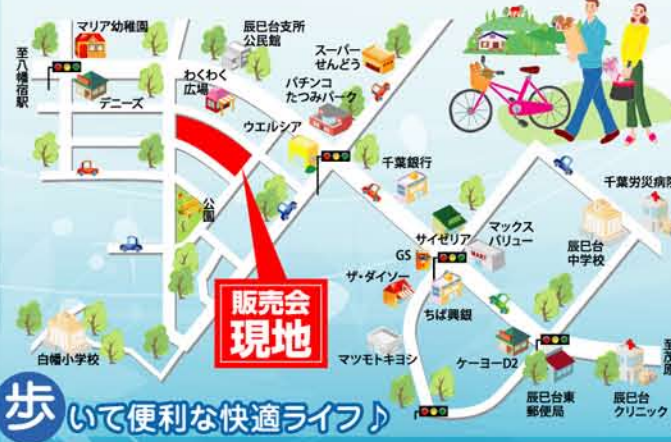 マリア幼稚園
辰巳台支所
公民館
スーパー
せんどう
至八幡宿駅
デニーズ
わくわく
広場
パチンコ
たつみパーク
ウエルシア
千葉銀行
千葉労災病院
公園
サイゼリア
マックス
バリュー
MART
辰巳台
中学校
GS
ザ・ダイソー
ちば興銀
販売会
現地
白幡小学校
マツモトキヨシ
ケーヨーD2
辰巳台東
郵便局
辰巳台
クリニック
至茂原
歩いて便利な快適ライフ♪